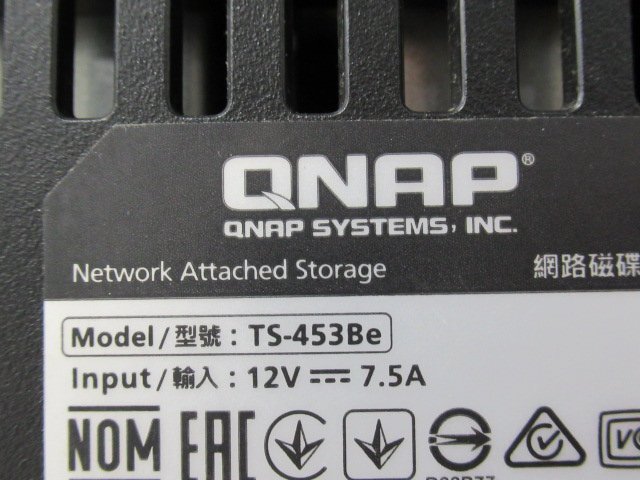 QNAP®
QNAP SYSTEMS, INC.
Network Attached Storage 網路磁碟
Model/型號: TS-453Be
Input/輸入: 12V ⎓ 7.5A
NOM EAC